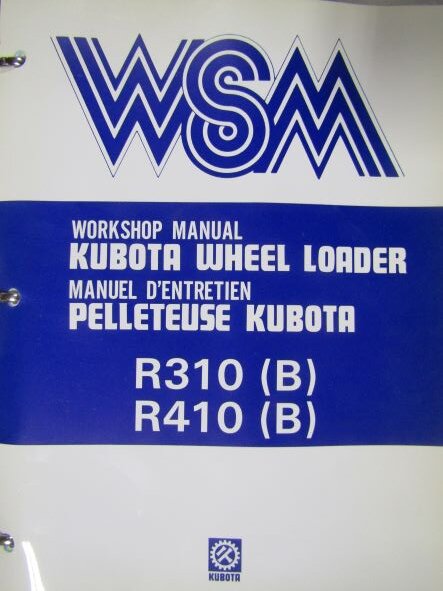 WSM
WORKSHOP MANUAL
KUBOTA WHEEL LOADER
MANUEL D'ENTRETIEN
PELLETEUSE KUBOTA
R310 (B)
R410 (B)
KUBOTA